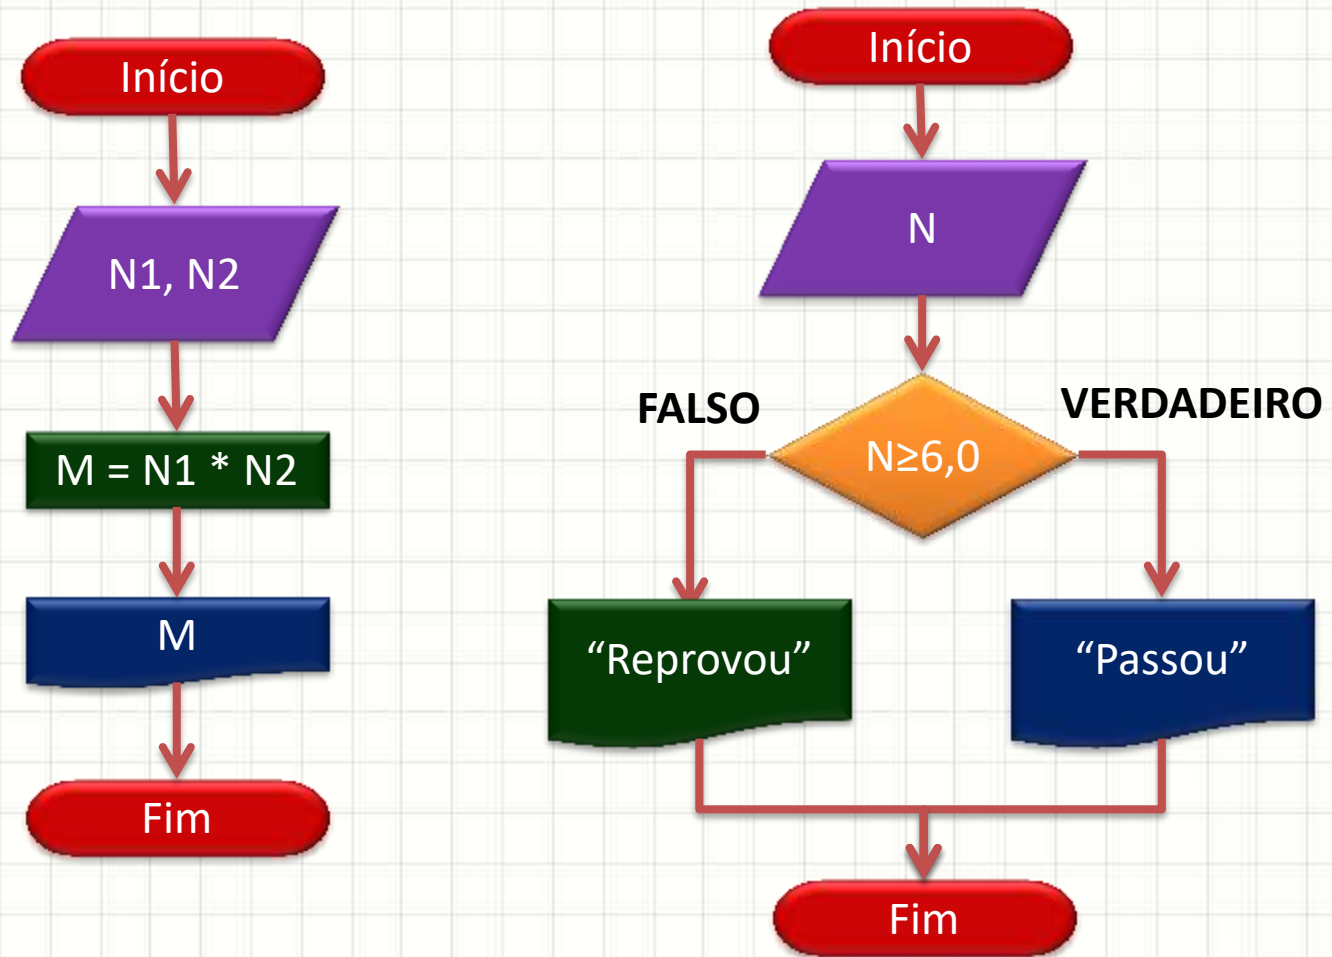 Início
N1, N2
M = N1 * N2
M
Fim
Início
N
FALSO
VERDADEIRO
N≥6,0
“Reprovou”
“Passou”
Fim